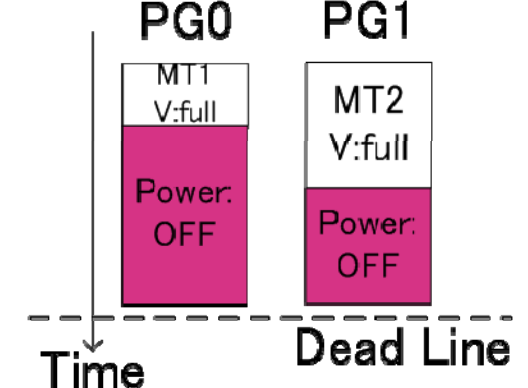 PG0
PG1
MT1
V:full
Power:
OFF
MT2
V:full
Power:
OFF
Dead Line
Time